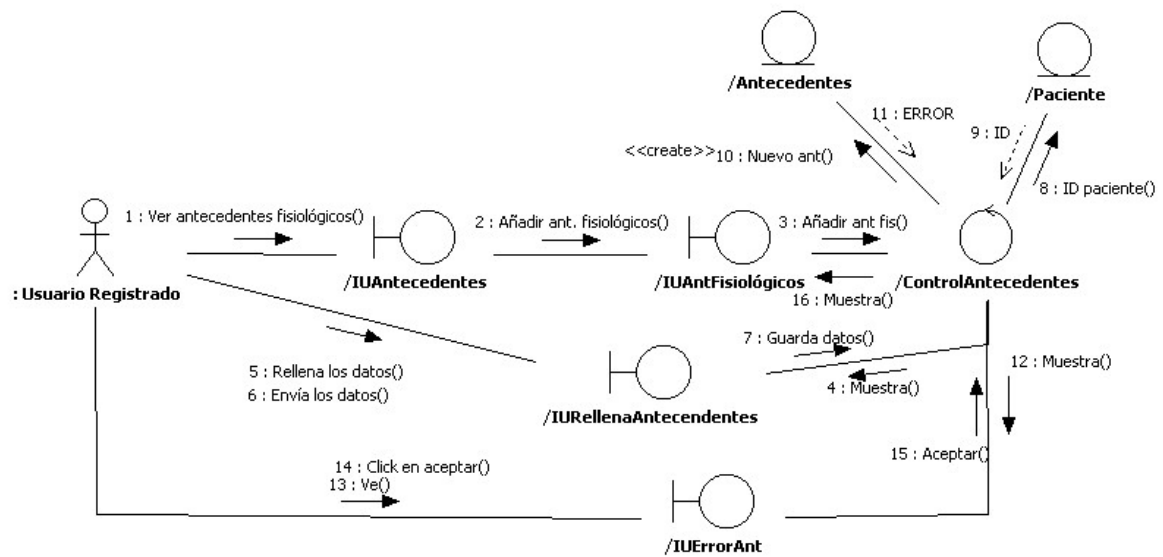 /Antecedentes
/Paciente
11 : ERROR
9 : ID
<<create>>
10 : Nuevo ant()
8 : ID paciente()
1 : Ver antecedentes fisiológicos()
2 : Añadir ant. fisiológicos()
3 : Añadir ant fis()
: Usuario Registrado
/IUAntecedentes
/IUAntFisiológicos
/ControlAntecedentes
16 : Muestra()
7 : Guarda datos()
12 : Muestra()
5 : Rellena los datos()
6 : Envía los datos()
4 : Muestra()
/IURellenaAntecendentes
15 : Aceptar()
14 : Click en aceptar()
13 : Ve()
/IUErrorAnt